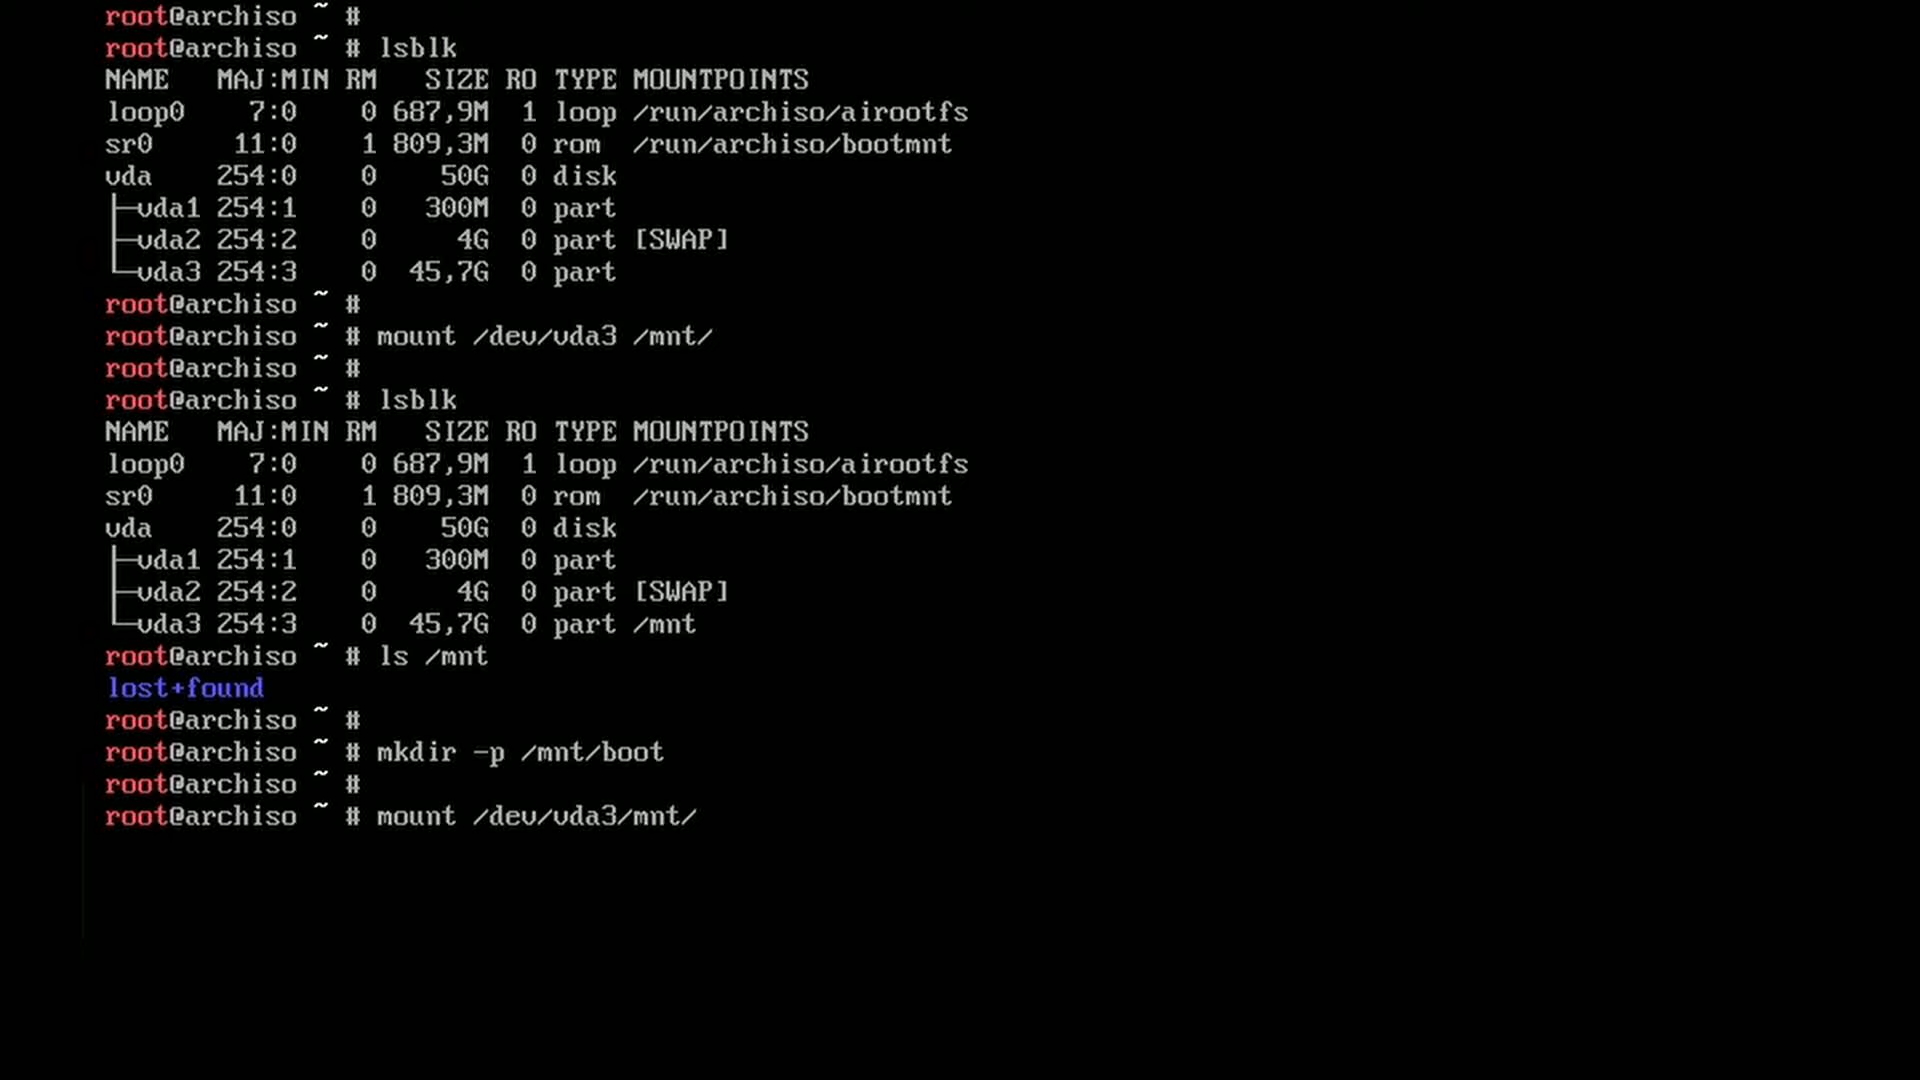 root@archiso ~ #
root@archiso ~ # lsblk
NAME   MAJ:MIN RM   SIZE RO TYPE MOUNTPOINTS
loop0    7:0    0 687,9M  1 loop /run/archiso/airootfs
sr0     11:0    1 809,3M  0 rom  /run/archiso/bootmnt
vda    254:0    0    50G  0 disk
├─vda1 254:1    0   300M  0 part
├─vda2 254:2    0     4G  0 part [SWAP]
└─vda3 254:3    0  45,7G  0 part
root@archiso ~ #
root@archiso ~ # mount /dev/vda3 /mnt/
root@archiso ~ #
root@archiso ~ # lsblk
NAME   MAJ:MIN RM   SIZE RO TYPE MOUNTPOINTS
loop0    7:0    0 687,9M  1 loop /run/archiso/airootfs
sr0     11:0    1 809,3M  0 rom  /run/archiso/bootmnt
vda    254:0    0    50G  0 disk
├─vda1 254:1    0   300M  0 part
├─vda2 254:2    0     4G  0 part [SWAP]
└─vda3 254:3    0  45,7G  0 part /mnt
root@archiso ~ # ls /mnt
lost+found
root@archiso ~ #
root@archiso ~ # mkdir -p /mnt/boot
root@archiso ~ #
root@archiso ~ # mount /dev/vda3/mnt/